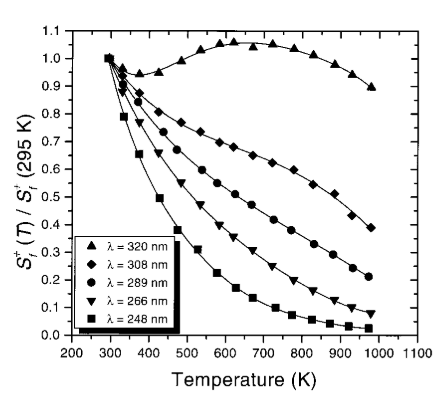 1.1
1.0
0.9
0.8
0.7
0.6
0.5
0.4
0.3
0.2
0.1
0.0
S_f^+ (T) / S_f^+ (295 K)
▲ λ = 320 nm
◆ λ = 308 nm
● λ = 289 nm
▼ λ = 266 nm
■ λ = 248 nm
200 300 400 500 600 700 800 900 1000 1100
Temperature (K)